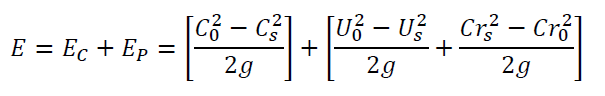 E = E_C + E_P = [(C_0^2 − C_s^2)/(2g)] + [(U_0^2 − U_s^2)/(2g) + (Cr_s^2 − Cr_0^2)/(2g)]